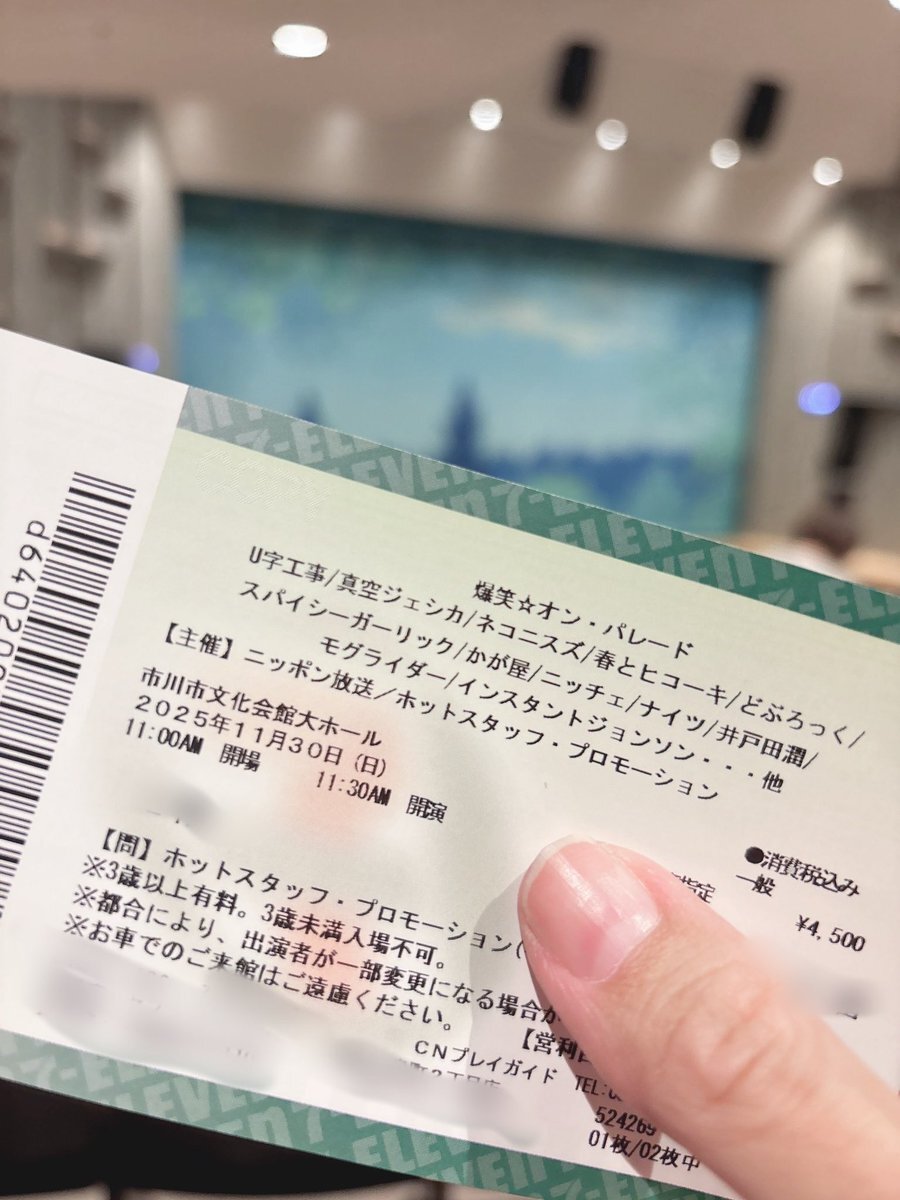 爆笑☆オン・パレード
U字工事/真空ジェシカ/ネコニスズ/春とヒコーキ/どぶろっく/
スパイシーガーリック/かが屋/ニッチェ/ナイツ/井戸田潤/
モグライダー/インスタントジョンソン・・・他
【主催】ニッポン放送/ホットスタッフ・プロモーション
市川市文化会館大ホール
2025年11月30日(日)
11:00AM 開場
11:30AM 開演
●消費税込み
一般
指定
¥4,500
【問】ホットスタッフ・プロモーション(
※3歳以上有料。3歳未満入場不可。
※都合により、出演者が一部変更になる場合が
※お車でのご来館はご遠慮ください。
【営利
CNプレイガイド TEL:
524269
01枚/02枚中
d640206
7-ELEVEN
7-ELEVEN